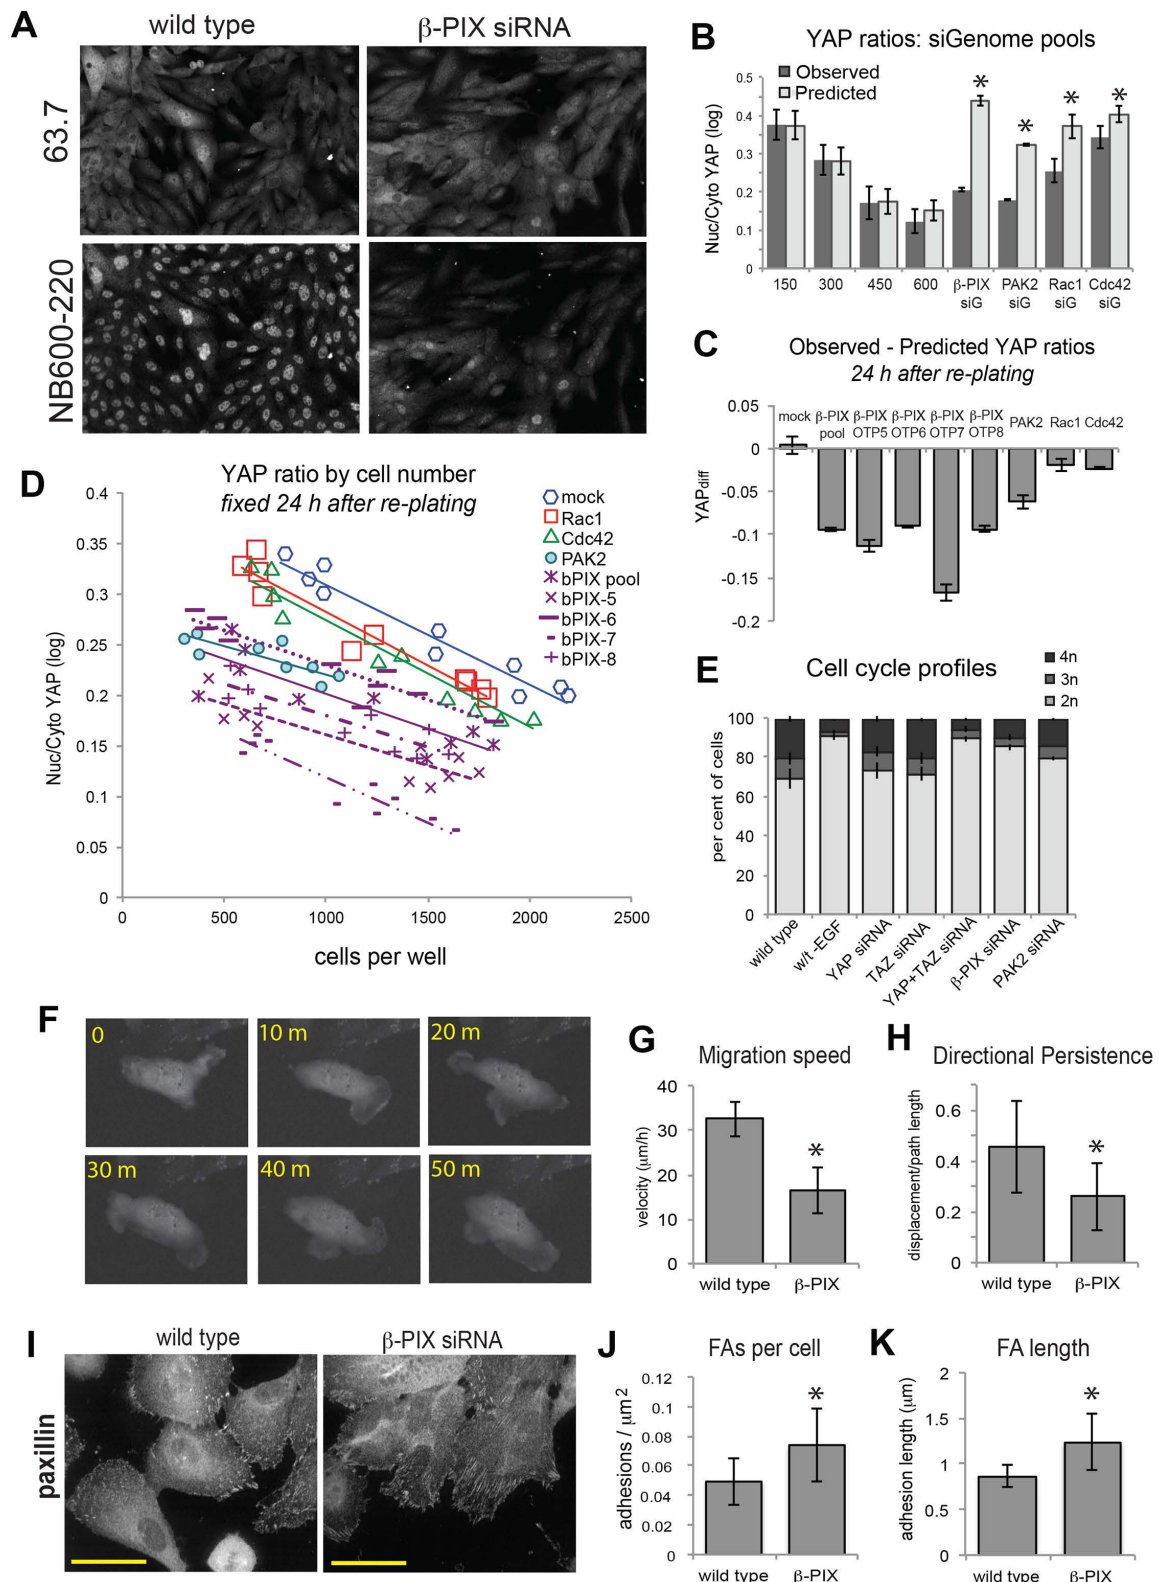 A
wild type
β-PIX siRNA
63.7
NB600-220
B
YAP ratios: siGenome pools
Observed
Predicted
Nuc/Cyto YAP (log)
0.5
0.4
0.3
0.2
0.1
0
* * * *
150 300 450 600 β-PIX siG PAK2 siG Rac1 siG Cdc42 siG
C
Observed - Predicted YAP ratios
24 h after re-plating
YAPdiff
0.05
0
-0.05
-0.1
-0.15
-0.2
mock β-PIX pool β-PIX OTP5 β-PIX OTP6 β-PIX OTP7 β-PIX OTP8 PAK2 Rac1 Cdc42
D
YAP ratio by cell number
fixed 24 h after re-plating
mock
Rac1
Cdc42
PAK2
bPIX pool
bPIX-5
bPIX-6
bPIX-7
bPIX-8
Nuc/Cyto YAP (log)
0.4
0.35
0.3
0.25
0.2
0.15
0.1
0.05
0
0 500 1000 1500 2000 2500
cells per well
E
Cell cycle profiles
4n
3n
2n
per cent of cells
100
80
60
40
20
0
wild type
w/t -EGF
YAP siRNA
TAZ siRNA
YAP+TAZ siRNA
β-PIX siRNA
PAK2 siRNA
F
0
10 m
20 m
30 m
40 m
50 m
G
Migration speed
velocity (μm/h)
40
30
20
10
0
*
wild type β-PIX
H
Directional Persistence
displacement/path length
0.6
0.4
0.2
0
*
wild type β-PIX
I
wild type
β-PIX siRNA
paxillin
J
FAs per cell
adhesions / μm2
0.12
0.1
0.08
0.06
0.04
0.02
0
*
wild type β-PIX
K
FA length
adhesion length (μm)
2
1.5
1
0.5
0
*
wild type β-PIX